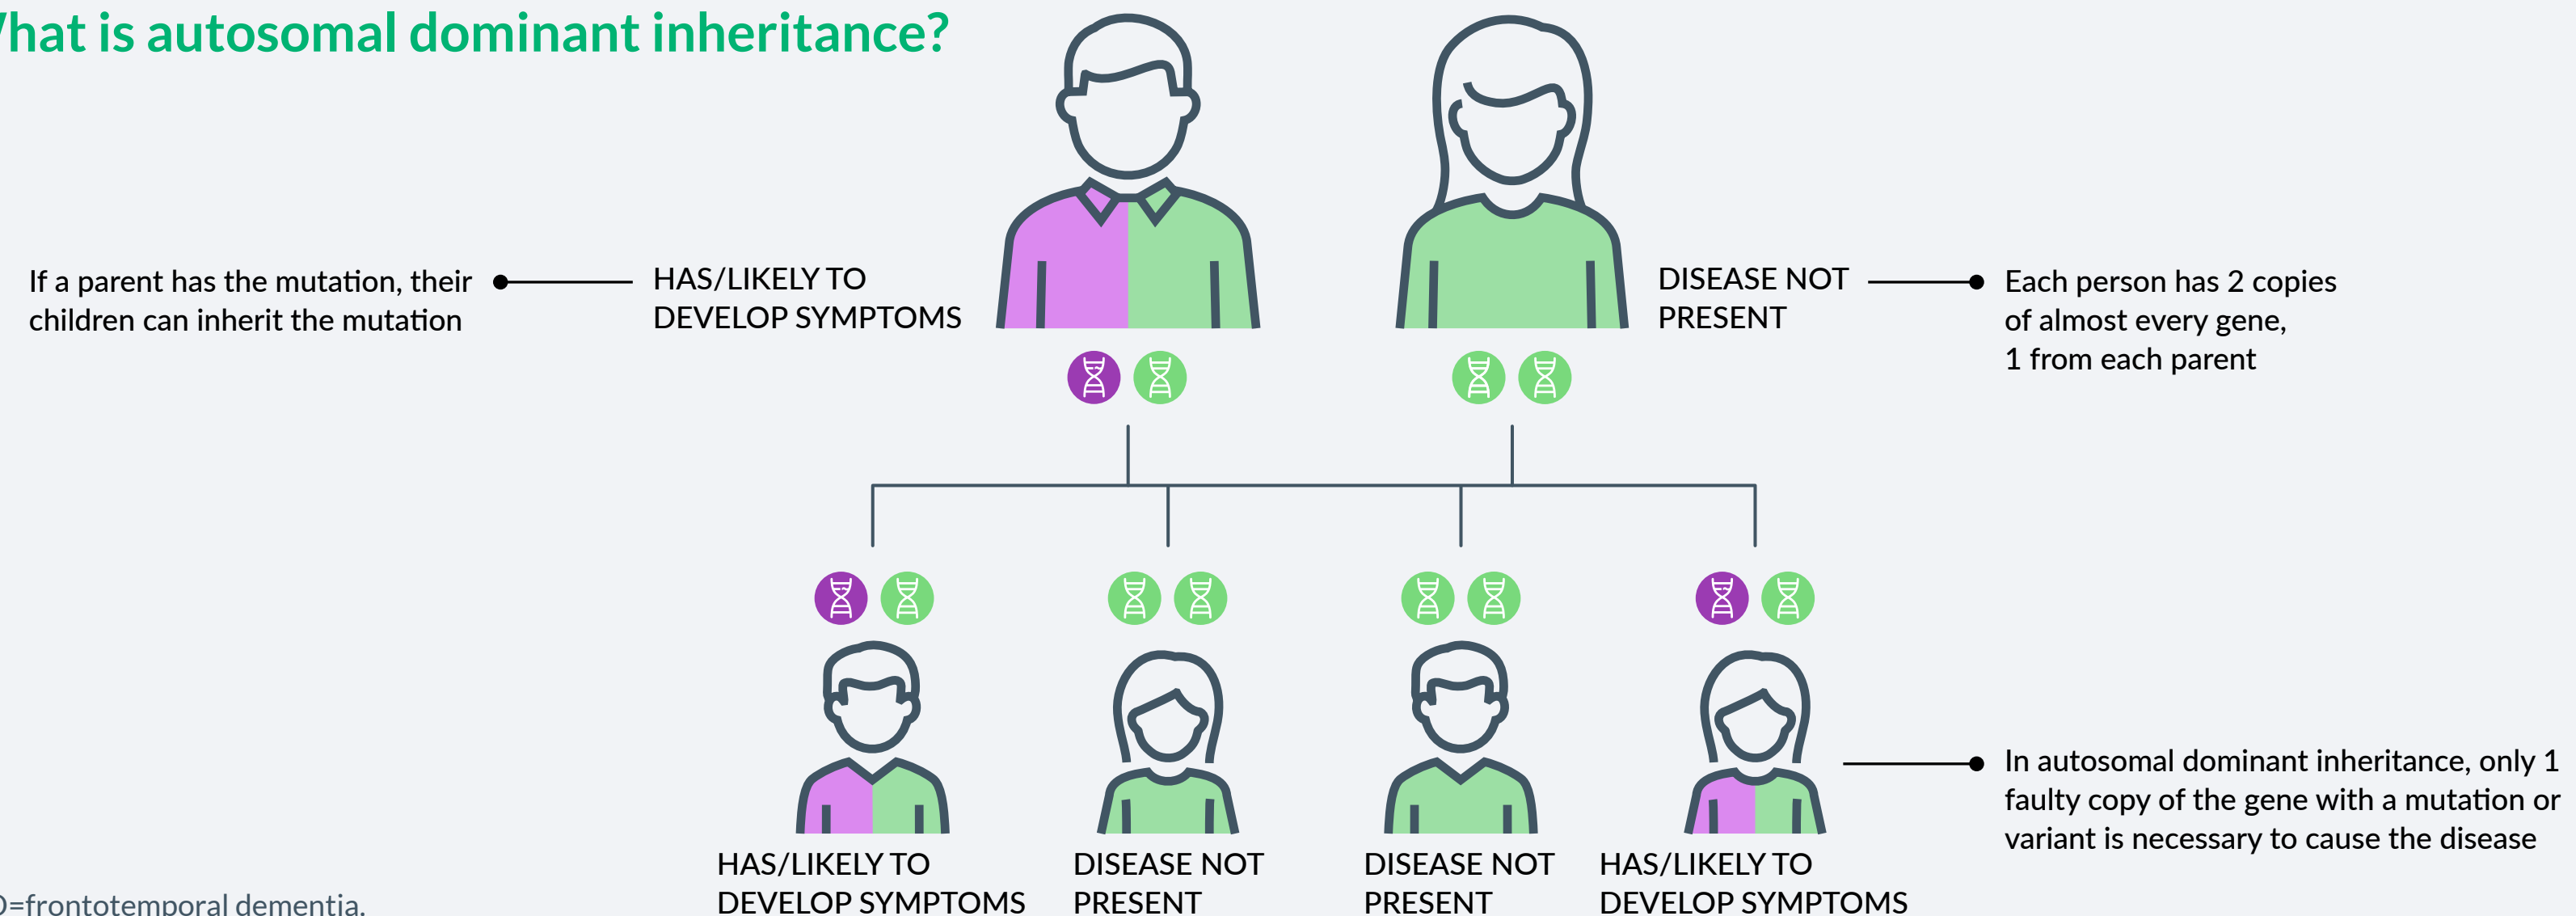 What is autosomal dominant inheritance?
If a parent has the mutation, their
children can inherit the mutation
HAS/LIKELY TO
DEVELOP SYMPTOMS
DISEASE NOT
PRESENT
Each person has 2 copies
of almost every gene,
1 from each parent
HAS/LIKELY TO
DEVELOP SYMPTOMS
DISEASE NOT
PRESENT
DISEASE NOT
PRESENT
HAS/LIKELY TO
DEVELOP SYMPTOMS
In autosomal dominant inheritance, only 1
faulty copy of the gene with a mutation or
variant is necessary to cause the disease
D=frontotemporal dementia.